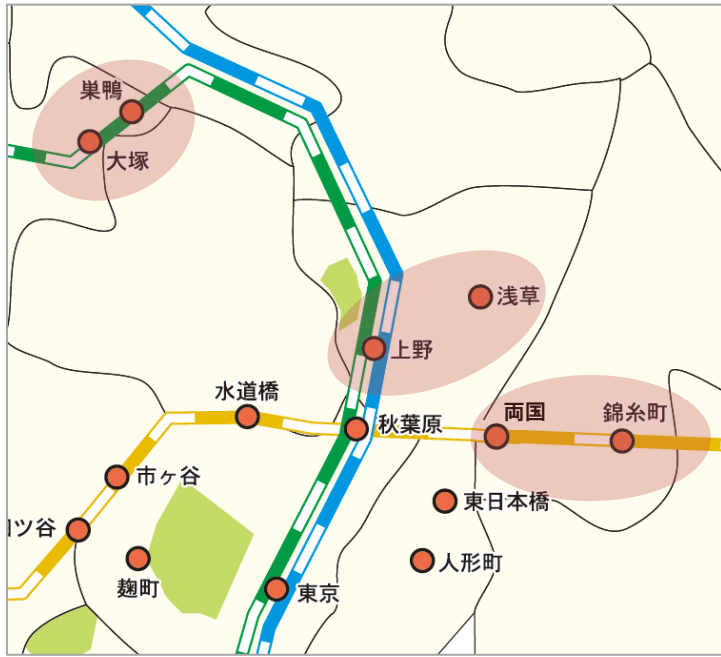 巣鴨
大塚
浅草
上野
水道橋
両国
錦糸町
秋葉原
市ヶ谷
東日本橋
ツ谷
麹町
人形町
東京